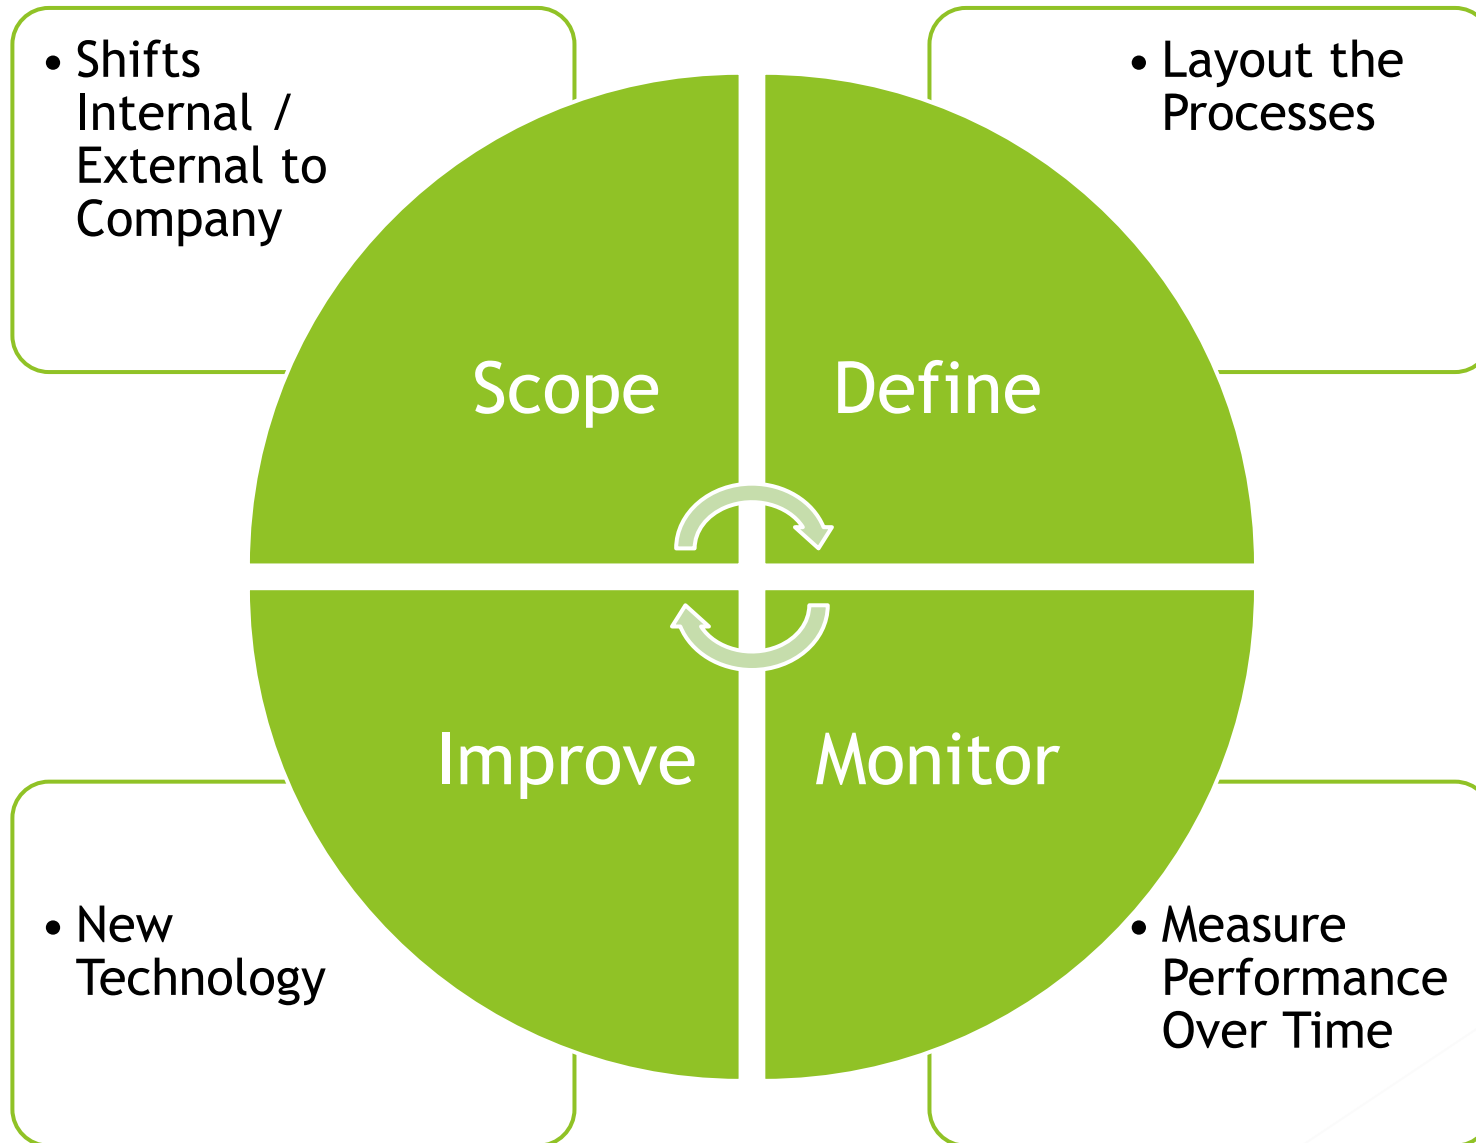 • Shifts
Internal /
External to
Company
• Layout the
Processes
Scope
Define
Improve
Monitor
• New
Technology
• Measure
Performance
Over Time